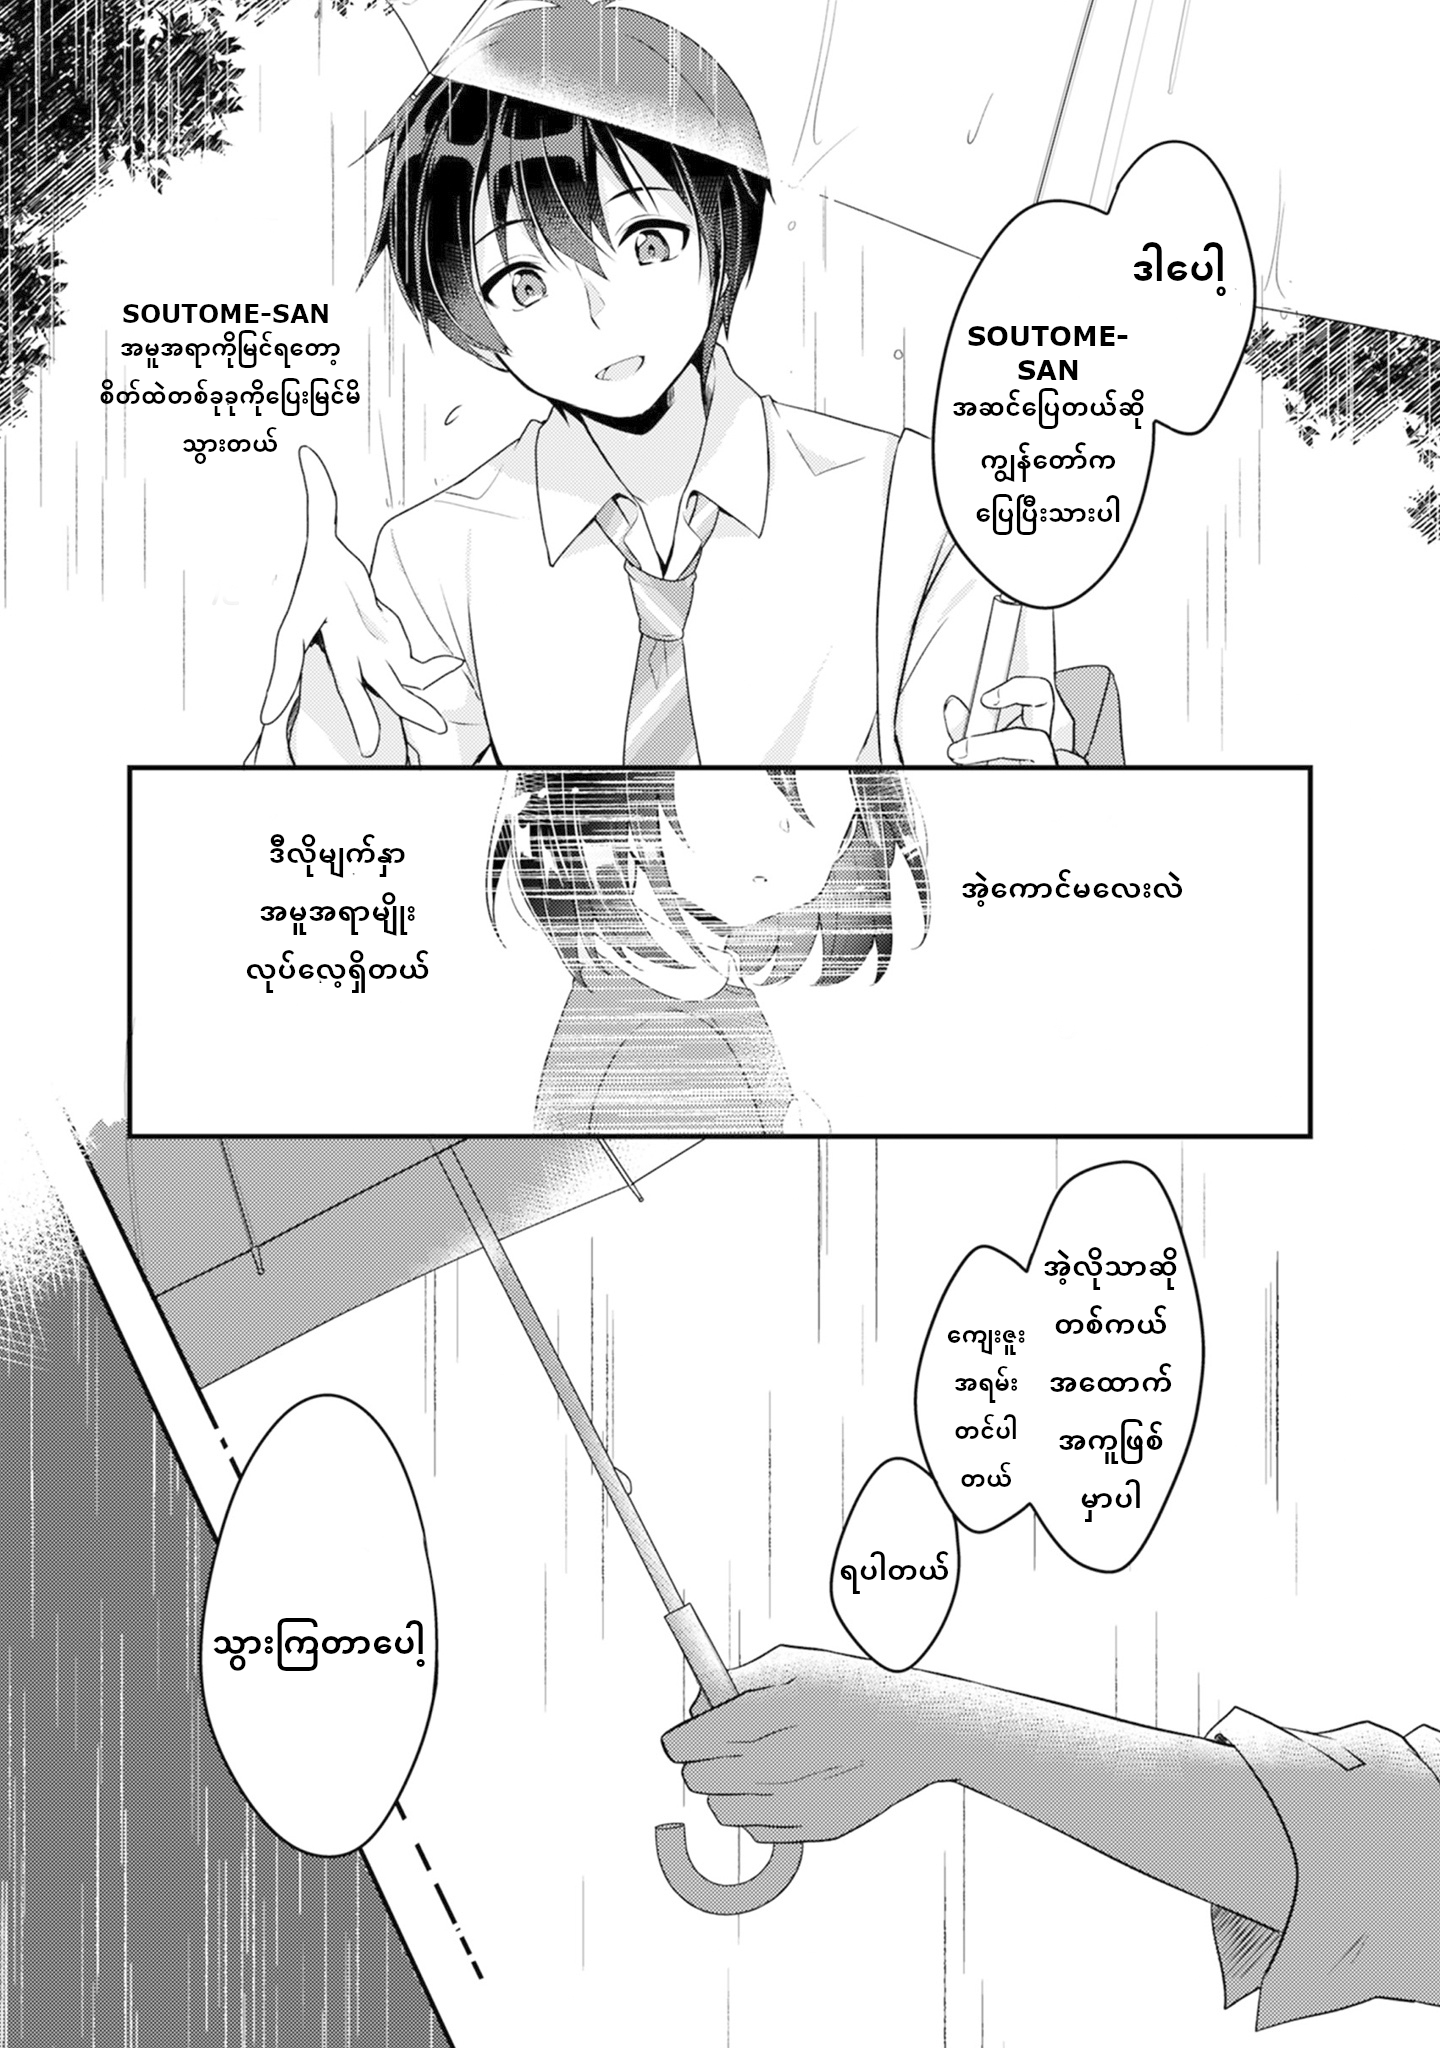 ဒါပေါ့
SOUTOME-
SAN
အဆင်ပြေတယ်ဆို
ကျွန်တော်က
ပြေပြီးသားပါ
SOUTOME-SAN
အမူအရာကိုမြင်ရတော့
စိတ်ထဲတစ်ခုခုကိုပြေးမြင်မိ
သွားတယ်
အဲ့ကောင်မလေးလဲ
ဒီလိုမျက်နှာ
အမူအရာမျိုး
လုပ်လေ့ရှိတယ်
အဲ့လိုသာဆို
တစ်ကယ်
အထောက်
အကူဖြစ်
မှာပါ
ကျေးဇူး
အရမ်း
တင်ပါ
တယ်
ရပါတယ်
သွားကြတာပေါ့